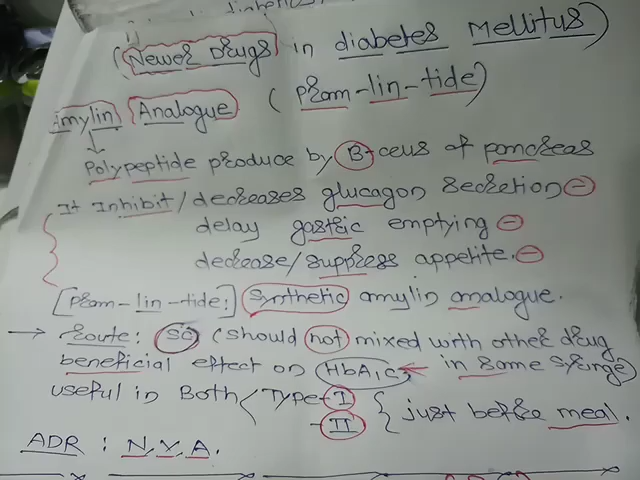 (Newer Drugs in diabetes Mellitus)
imylin Analogue (Pram-lin-tide)
Polypeptide produce by B-cells of pancreas
It Inhibit/decreases glucagon secretion -
delay gastric emptying -
decrease/suppress appetite. -
[Pram-lin-tide:] Synthetic amylin analogue.
→ Route: SC (should not mixed with other drug
beneficial effect on HbA1c ← in same syringe)
useful in Both < Type-I
-II } just before meal.
ADR : N, V, A.